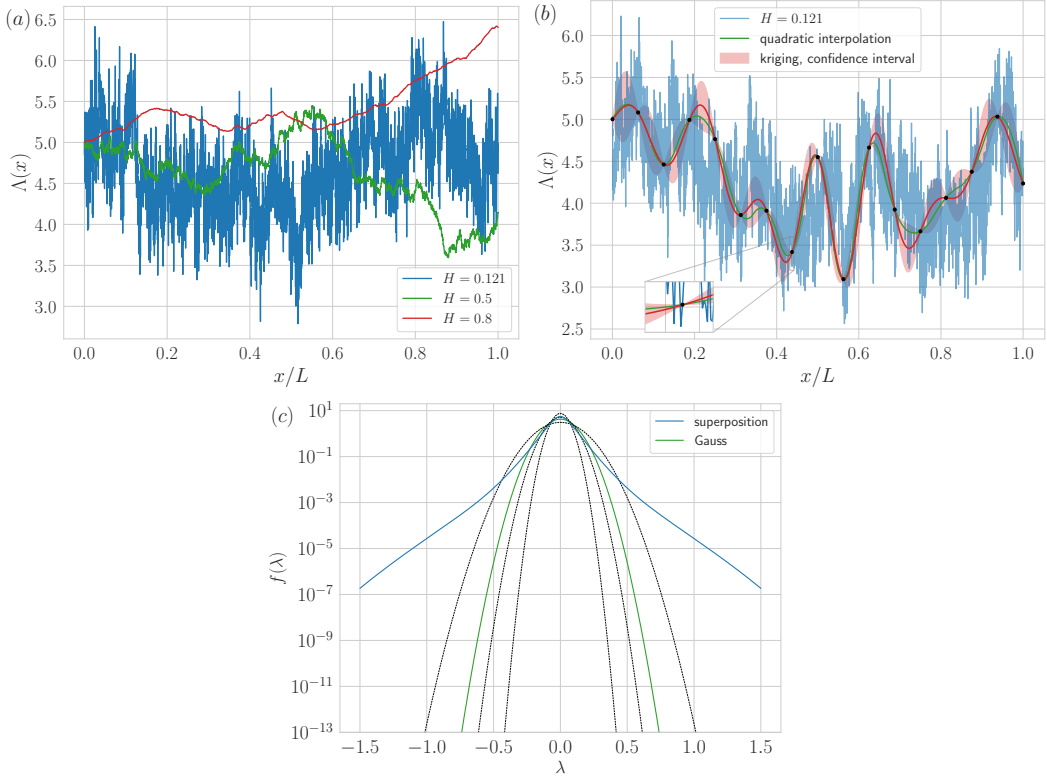 (a)
6.5
6.0
5.5
5.0
4.5
4.0
3.5
3.0
Λ(x)
0.0 0.2 0.4 0.6 0.8 1.0
x/L
H = 0.121
H = 0.5
H = 0.8
(b)
6.0
5.5
5.0
4.5
4.0
3.5
3.0
2.5
Λ(x)
0.0 0.2 0.4 0.6 0.8 1.0
x/L
H = 0.121
quadratic interpolation
kriging, confidence interval
(c)
10^1
10^−1
10^−3
10^−5
10^−7
10^−9
10^−11
10^−13
f(λ)
−1.5 −1.0 −0.5 0.0 0.5 1.0 1.5
λ
superposition
Gauss